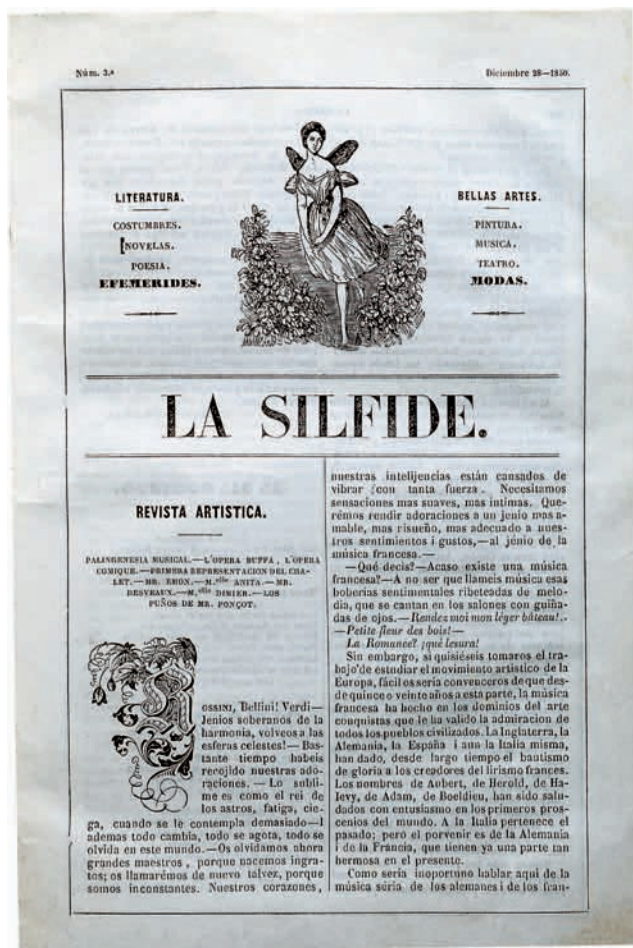 Núm. 3.º
Diciembre 28—1850.
LITERATURA.
COSTUMBRES.
NOVELAS.
POESIA.
EFEMERIDES.
BELLAS ARTES.
PINTURA.
MUSICA.
TEATRO.
MODAS.
LA SILFIDE.
REVISTA ARTISTICA.
PALINGENESIA MUSICAL.—L'OPERA BUFFA, L'OPERA
COMIQUE.—PRIMERA REPRESENTACION DEL CHA-
LET.—MR. EMON.—M.elle ANITA.—MR.
DESVEAUX.—M.elle DIDIER.—LOS
PUÑOS DE MR. PONÇOT.
ROSSINI, Bellini! Verdi—
Jenios soberanos de la
harmonia, volveos a las
esferas celestes!—Bas-
tante tiempo habeis
recojido nuestras ado-
raciones.—Lo subli-
me es como el rei de
los astros, fatiga, cie-
ga, cuando se le contempla demasiado—I
ademas todo cambia, todo se agota, todo se
olvida en este mundo.—Os olvidamos ahora
grandes maestros, porque nacemos ingra-
tos; os llamarémos de nuevo talvez, porque
somos inconstantes. Nuestros corazones,
nuestras intelijencias están cansados de
vibrar con tanta fuerza. Necesitamos
sensaciones mas suaves, mas intimas. Que-
rémos rendir adoraciones a un jenio mas a-
mable, mas risueño, mas adecuado a nues-
tros sentimientos i gustos,—al jénio de la
música francesa.—
—Qué decis?—Acaso existe una música
francesa?—A no ser que llameis música esas
boberias sentimentales ribeteadas de melo-
dia, que se cantan en los salones con guiña-
das de ojos.—Rendez moi mon léger bâteau!..
—Petite fleur des bois!—
La Romance? ¡qué lesura!
Sin embargo, si quisiéseis tomaros el tra-
bajo de estudiar el movimiento artistico de la
Europa, fácil os seria convenceros de que des-
de quince o veinte años a esta parte, la música
francesa ha hecho en los dominios del arte
conquistas que le ha valido la admiracion de
todos los pueblos civilizados. La Inglaterra, la
Alemania, la España i aun la Italia misma,
han dado, desde largo tiempo el bautismo
de gloria a los creadores del lirismo frances.
Los nombres de Aubert, de Herold, de Ha-
levy, de Adam, de Boeldieu, han sido salu-
dados con entusiasmo en los primeros pros-
cenios del mundo. A la Italia pertenece el
pasado; peró el porvenir es de la Alemania
i de la Francia, que tienen ya una parte tan
hermosa en el presente.
Como seria inoportuno hablar aqui de la
música séria de los alemanes i de los fran-